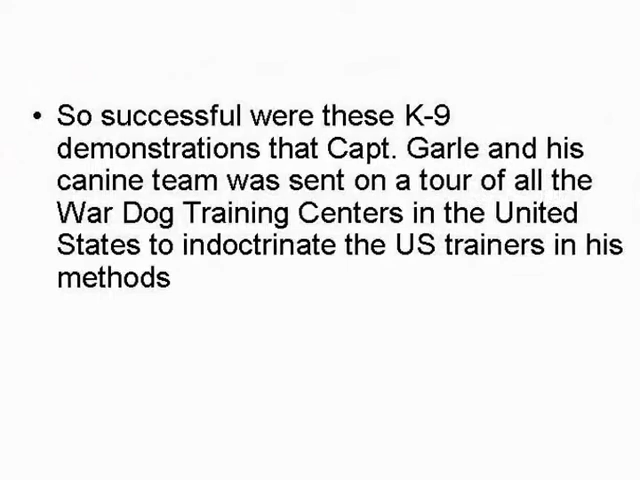 • So successful were these K-9
demonstrations that Capt. Garle and his
canine team was sent on a tour of all the
War Dog Training Centers in the United
States to indoctrinate the US trainers in his
methods